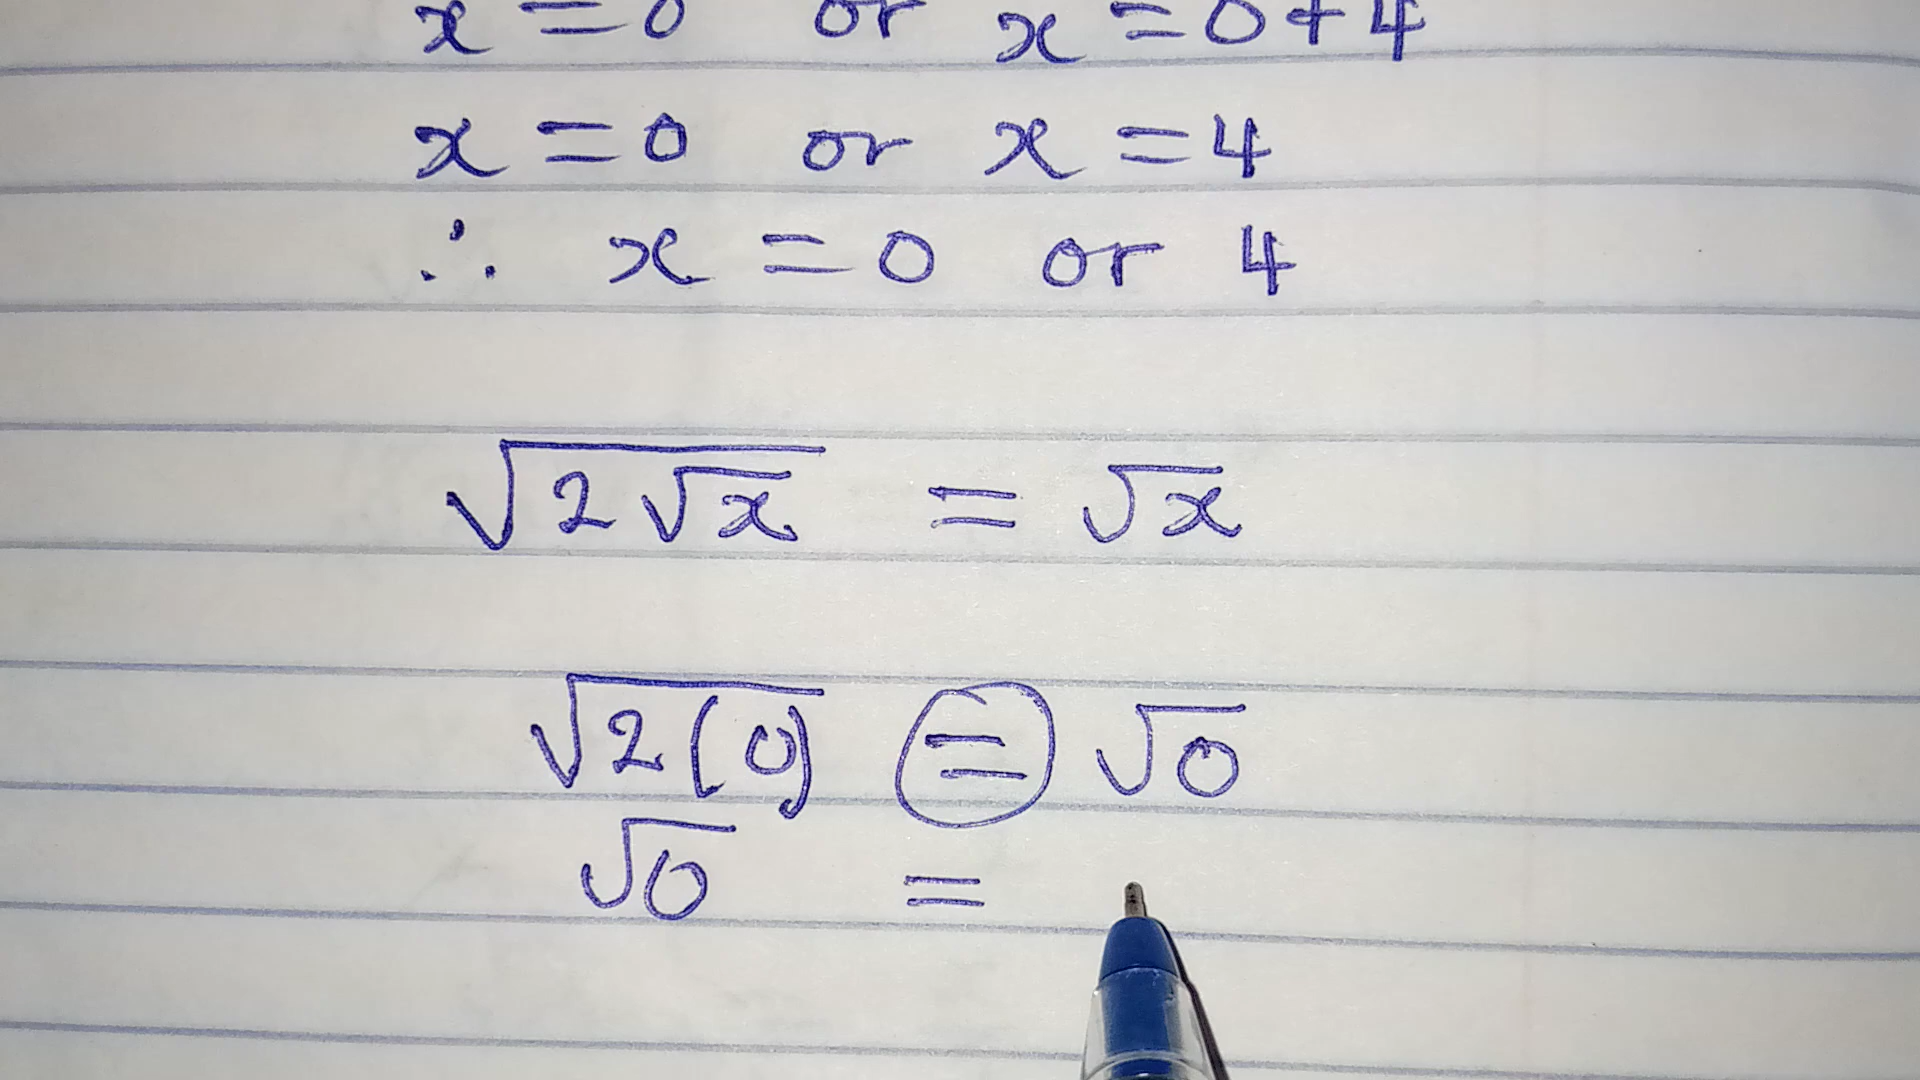 x = 0 or x = 0 + 4
x = 0 or x = 4
∴ x = 0 or 4
√(2√x) = √x
√(2(0)) = √0
√0 =